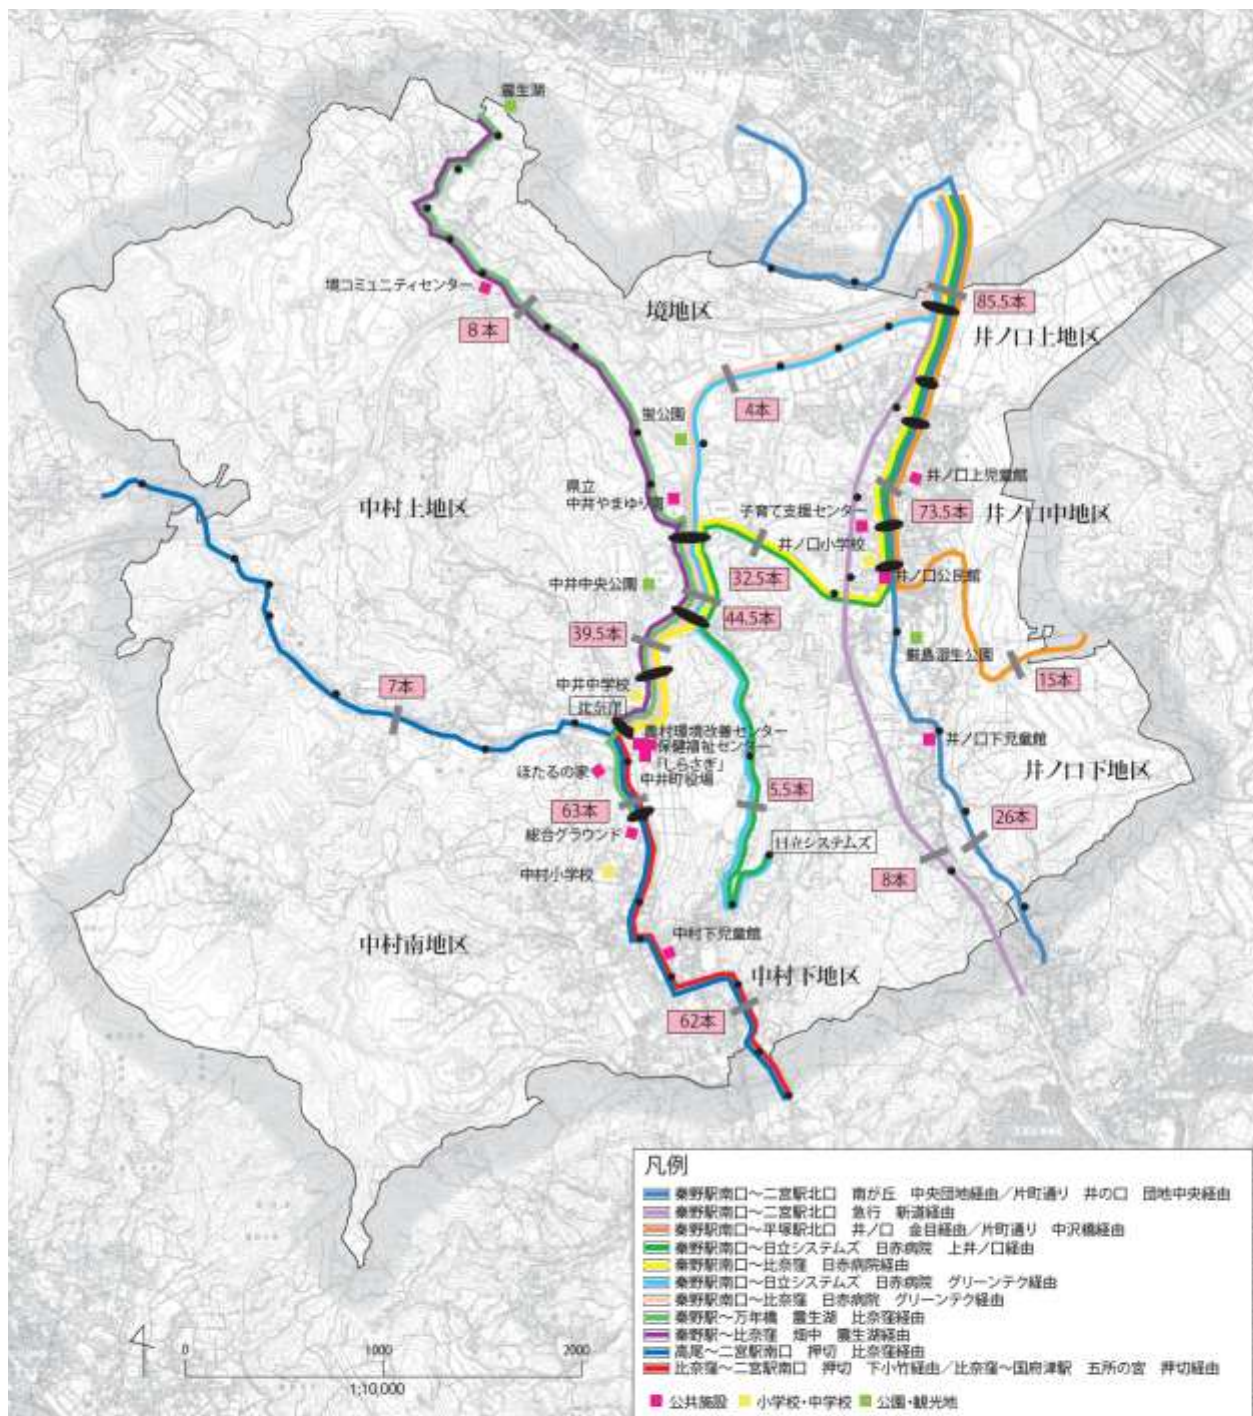 震生湖
境コミュニティセンター
境地区
85.5本
井ノ口上地区
8本
4本
蛍公園
井ノ口上児童館
県立
中井やまゆり園
中村上地区
子育て支援センター
73.5本
井ノ口中地区
井ノ口小学校
32.5本
井ノ口公民館
中井中央公園
44.5本
39.5本
厳島湿生公園
15本
中井中学校
7本
比奈窪
農村環境改善センター
保健福祉センター
「しらさぎ」
中井町役場
井ノ口下児童館
井ノ口下地区
ほたるの家
5.5本
63本
総合グラウンド
26本
日立システムズ
中村小学校
8本
中村下児童館
中村南地区
中村下地区
62本
凡例
秦野駅南口～二宮駅北口 南が丘 中央団地経由／片町通り 井の口 団地中央経由
秦野駅南口～二宮駅北口 急行 新道経由
秦野駅南口～平塚駅北口 井ノ口 金目経由／片町通り 中沢橋経由
秦野駅南口～日立システムズ 日赤病院 上井ノ口経由
秦野駅南口～比奈窪 日赤病院経由
秦野駅南口～日立システムズ 日赤病院 グリーンテク経由
秦野駅南口～比奈窪 日赤病院 グリーンテク経由
秦野駅～万年橋 震生湖 比奈窪経由
秦野駅～比奈窪 畑中 震生湖経由
高尾～二宮駅南口 押切 比奈窪経由
比奈窪～二宮駅南口 押切 下小竹経由／比奈窪～国府津駅 五所の宮 押切経由
公共施設 小学校・中学校 公園・観光地
0 1000 2000
1:10,000